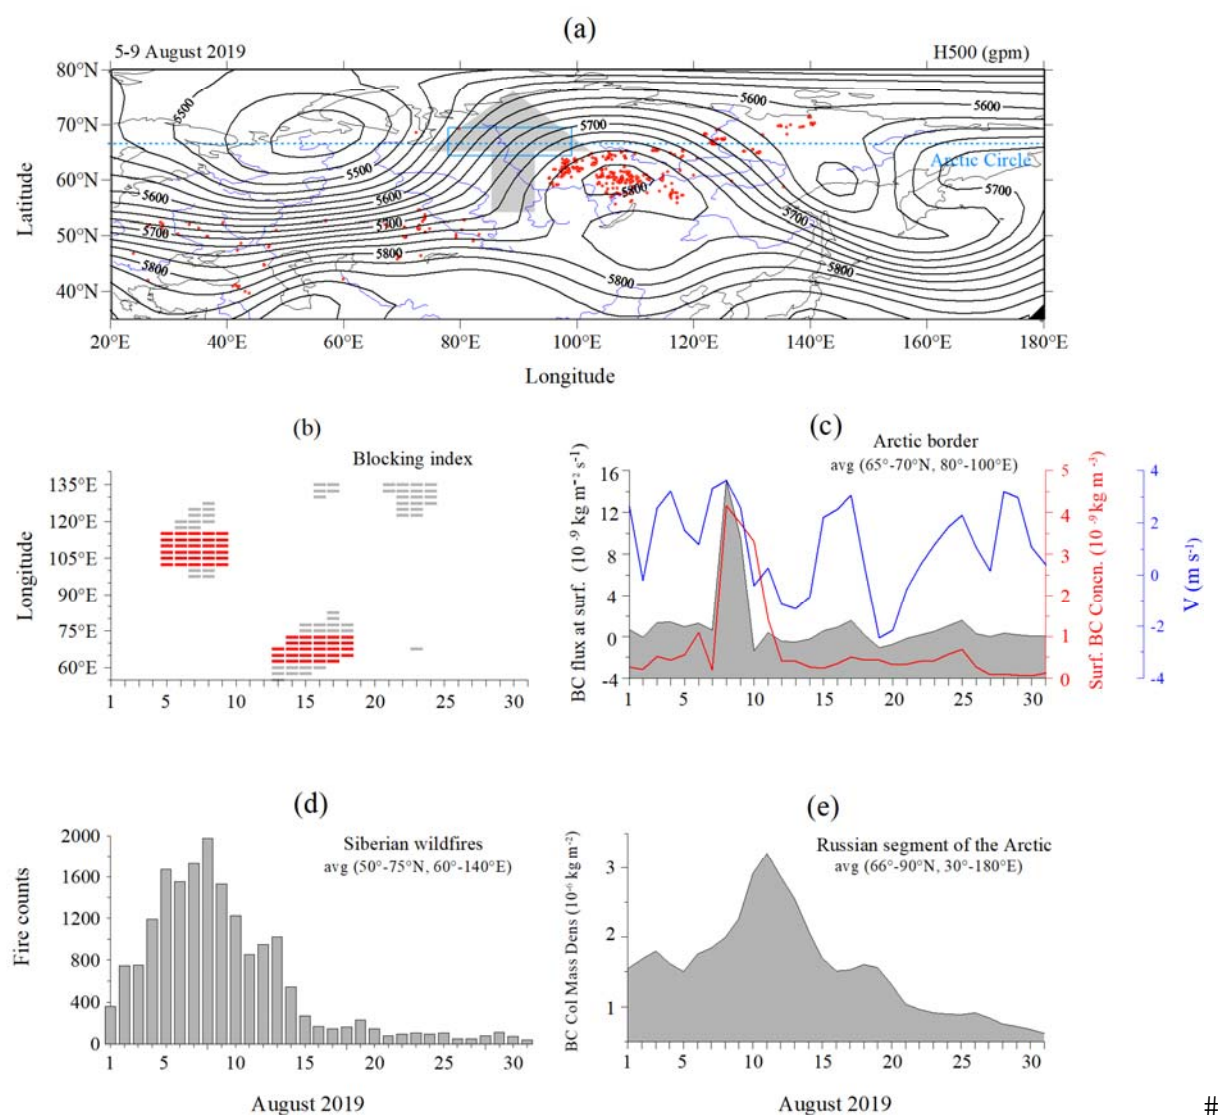 (a)
5-9 August 2019 H500 (gpm)
80°N
70°N
60°N
50°N
40°N
Latitude
5500
5500
5600
5600
5700
5700
5800
5800
5700
5800
5800
5600
5600
5700
5700
5800
Arctic Circle
20°E 40°E 60°E 80°E 100°E 120°E 140°E 160°E 180°E
Longitude
(b)
Blocking index
135°E
120°E
105°E
90°E
75°E
60°E
Longitude
1 5 10 15 20 25 30
(c)
Arctic border
avg (65°-70°N, 80°-100°E)
BC flux at surf. (10⁻⁹ kg m⁻² s⁻¹)
16
12
8
4
0
-4
5
4
3
2
1
0
Surf. BC Concn. (10⁻⁹ kg m⁻³)
4
2
0
-2
-4
V (m s⁻¹)
1 5 10 15 20 25 30
(d)
Siberian wildfires
avg (50°-75°N, 60°-140°E)
2000
1600
1200
800
400
0
Fire counts
1 5 10 15 20 25 30
August 2019
(e)
Russian segment of the Arctic
avg (66°-90°N, 30°-180°E)
BC Col Mass Dens (10⁻⁶ kg m⁻²)
3
2
1
1 5 10 15 20 25 30
August 2019
#